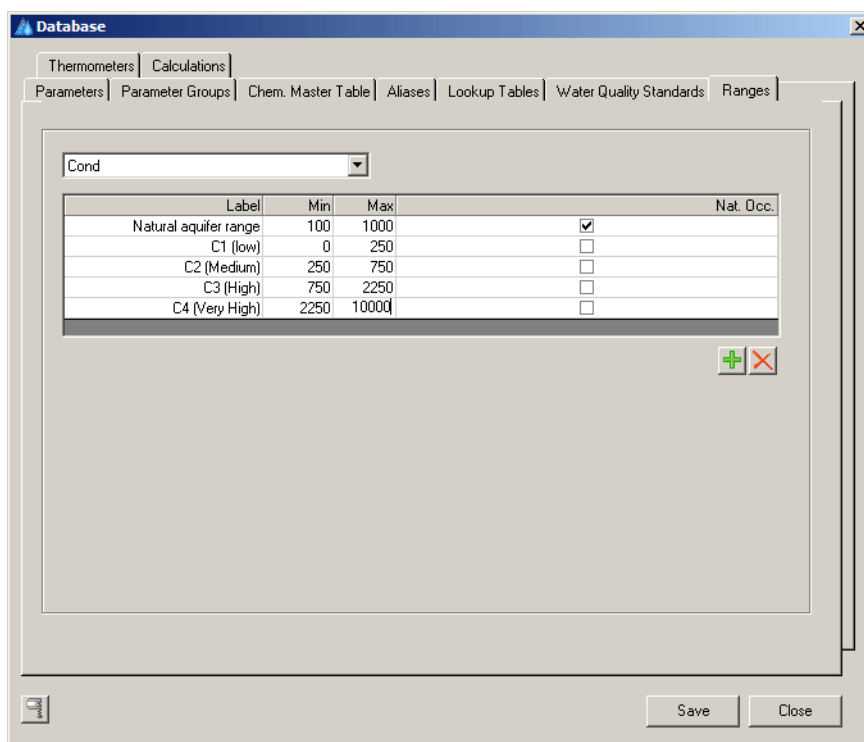 Database
Thermometers Calculations
Parameters Parameter Groups Chem. Master Table Aliases Lookup Tables Water Quality Standards Ranges
Cond
Label Min Max Nat. Occ.
Natural aquifer range 100 1000
C1 (low) 0 250
C2 (Medium) 250 750
C3 (High) 750 2250
C4 (Very High) 2250 10000
Save Close